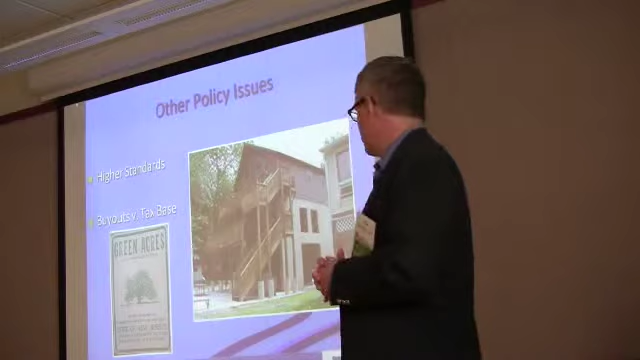 Other Policy Issues
Higher Standards
Buyouts v. Tax Base
GREEN ACRES